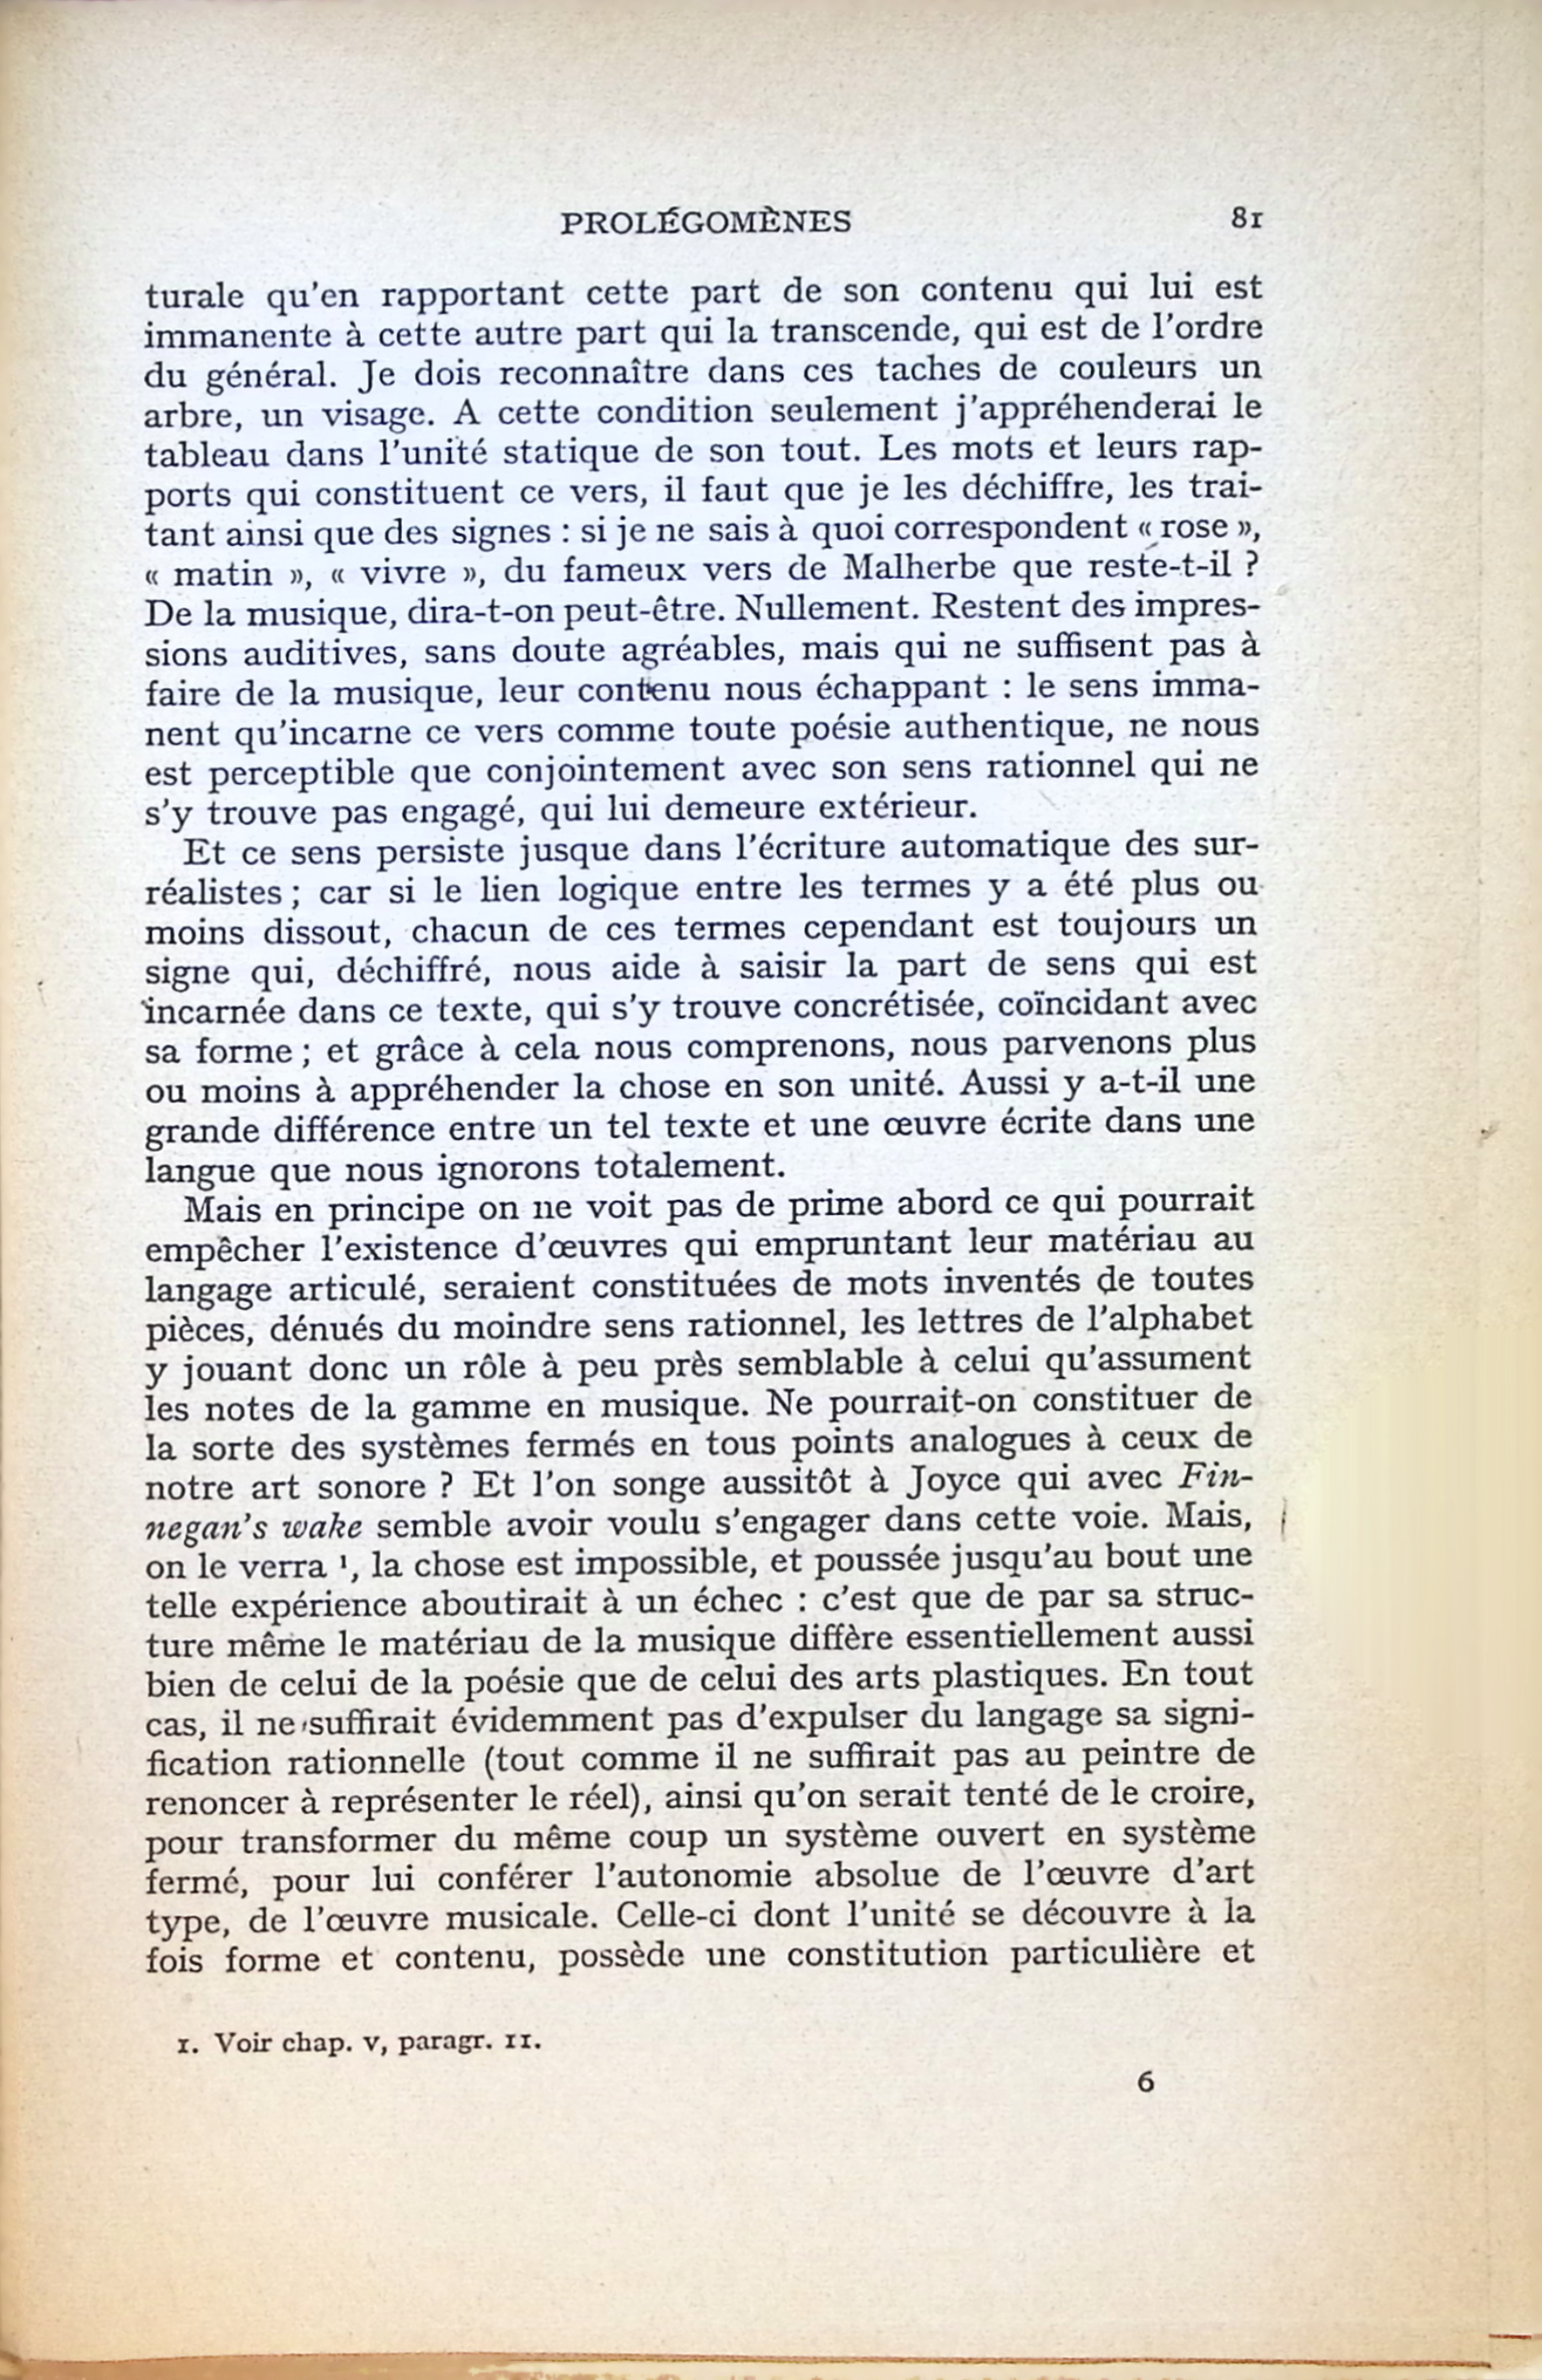 PROLÉGOMÈNES 81
turale qu'en rapportant cette part de son contenu qui lui est
immanente à cette autre part qui la transcende, qui est de l'ordre
du général. Je dois reconnaître dans ces taches de couleurs un
arbre, un visage. A cette condition seulement j'appréhenderai le
tableau dans l'unité statique de son tout. Les mots et leurs rap-
ports qui constituent ce vers, il faut que je les déchiffre, les trai-
tant ainsi que des signes : si je ne sais à quoi correspondent « rose »,
« matin », « vivre », du fameux vers de Malherbe que reste-t-il ?
De la musique, dira-t-on peut-être. Nullement. Restent des impres-
sions auditives, sans doute agréables, mais qui ne suffisent pas à
faire de la musique, leur contenu nous échappant : le sens imma-
nent qu'incarne ce vers comme toute poésie authentique, ne nous
est perceptible que conjointement avec son sens rationnel qui ne
s'y trouve pas engagé, qui lui demeure extérieur.
Et ce sens persiste jusque dans l'écriture automatique des sur-
réalistes ; car si le lien logique entre les termes y a été plus ou
moins dissout, chacun de ces termes cependant est toujours un
signe qui, déchiffré, nous aide à saisir la part de sens qui est
incarnée dans ce texte, qui s'y trouve concrétisée, coïncidant avec
sa forme ; et grâce à cela nous comprenons, nous parvenons plus
ou moins à appréhender la chose en son unité. Aussi y a-t-il une
grande différence entre un tel texte et une œuvre écrite dans une
langue que nous ignorons totalement.
Mais en principe on ne voit pas de prime abord ce qui pourrait
empêcher l'existence d'œuvres qui empruntant leur matériau au
langage articulé, seraient constituées de mots inventés de toutes
pièces, dénués du moindre sens rationnel, les lettres de l'alphabet
y jouant donc un rôle à peu près semblable à celui qu'assument
les notes de la gamme en musique. Ne pourrait-on constituer de
la sorte des systèmes fermés en tous points analogues à ceux de
notre art sonore ? Et l'on songe aussitôt à Joyce qui avec Fin-
negan's wake semble avoir voulu s'engager dans cette voie. Mais,
on le verra ¹, la chose est impossible, et poussée jusqu'au bout une
telle expérience aboutirait à un échec : c'est que de par sa struc-
ture même le matériau de la musique diffère essentiellement aussi
bien de celui de la poésie que de celui des arts plastiques. En tout
cas, il ne suffirait évidemment pas d'expulser du langage sa signi-
fication rationnelle (tout comme il ne suffirait pas au peintre de
renoncer à représenter le réel), ainsi qu'on serait tenté de le croire,
pour transformer du même coup un système ouvert en système
fermé, pour lui conférer l'autonomie absolue de l'œuvre d'art
type, de l'œuvre musicale. Celle-ci dont l'unité se découvre à la
fois forme et contenu, possède une constitution particulière et
1. Voir chap. v, paragr. 11.
6